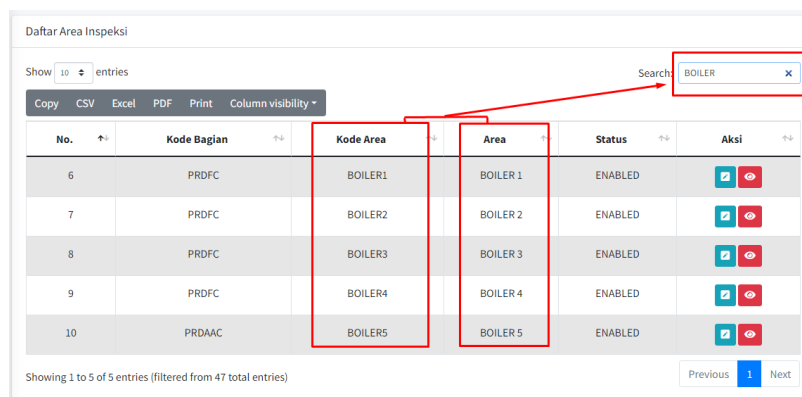 Daftar Area Inspeksi
Show 10 entries
Search: BOILER
Copy CSV Excel PDF Print Column visibility
No. Kode Bagian Kode Area Area Status Aksi
6 PRDFC BOILER1 BOILER 1 ENABLED
7 PRDFC BOILER2 BOILER 2 ENABLED
8 PRDFC BOILER3 BOILER 3 ENABLED
9 PRDFC BOILER4 BOILER 4 ENABLED
10 PRDAAC BOILER5 BOILER 5 ENABLED
Showing 1 to 5 of 5 entries (filtered from 47 total entries)
Previous 1 Next